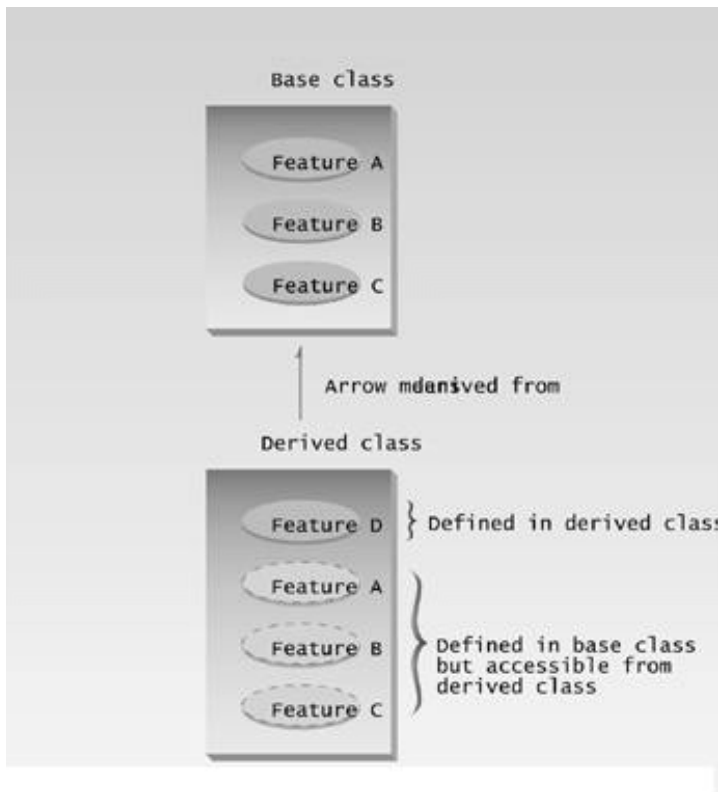 Base class
Feature A
Feature B
Feature C
Arrow
from
Derived class
Feature D
Defined in derived class
Feature A
Feature B
Feature C
Defined in base class
but accessible from
derived class